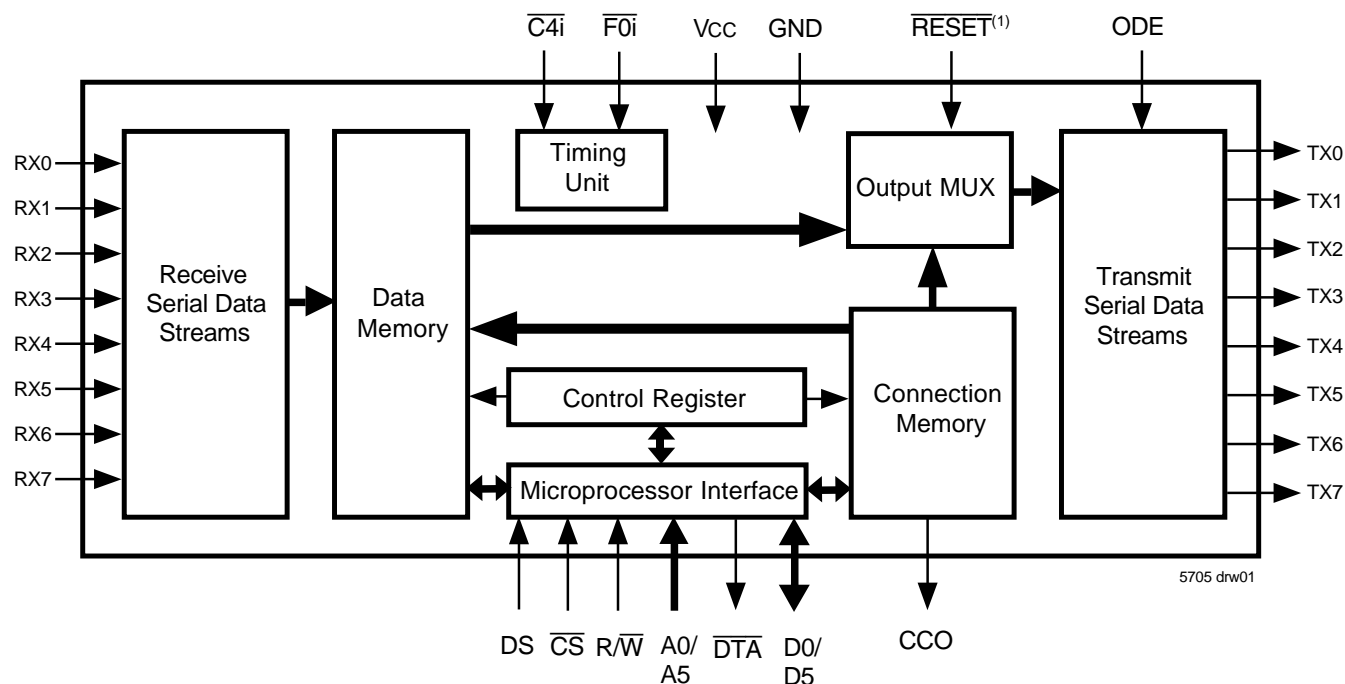 C4i F0i VCC GND RESET(1) ODE
RX0
RX1
RX2
RX3
RX4
RX5
RX6
RX7
Receive
Serial Data
Streams
Data
Memory
Timing
Unit
Output MUX
Control Register
Microprocessor Interface
Connection
Memory
Transmit
Serial Data
Streams
TX0
TX1
TX2
TX3
TX4
TX5
TX6
TX7
5705 drw01
DS CS R/W A0/ DTA D0/ CCO
A5 D5